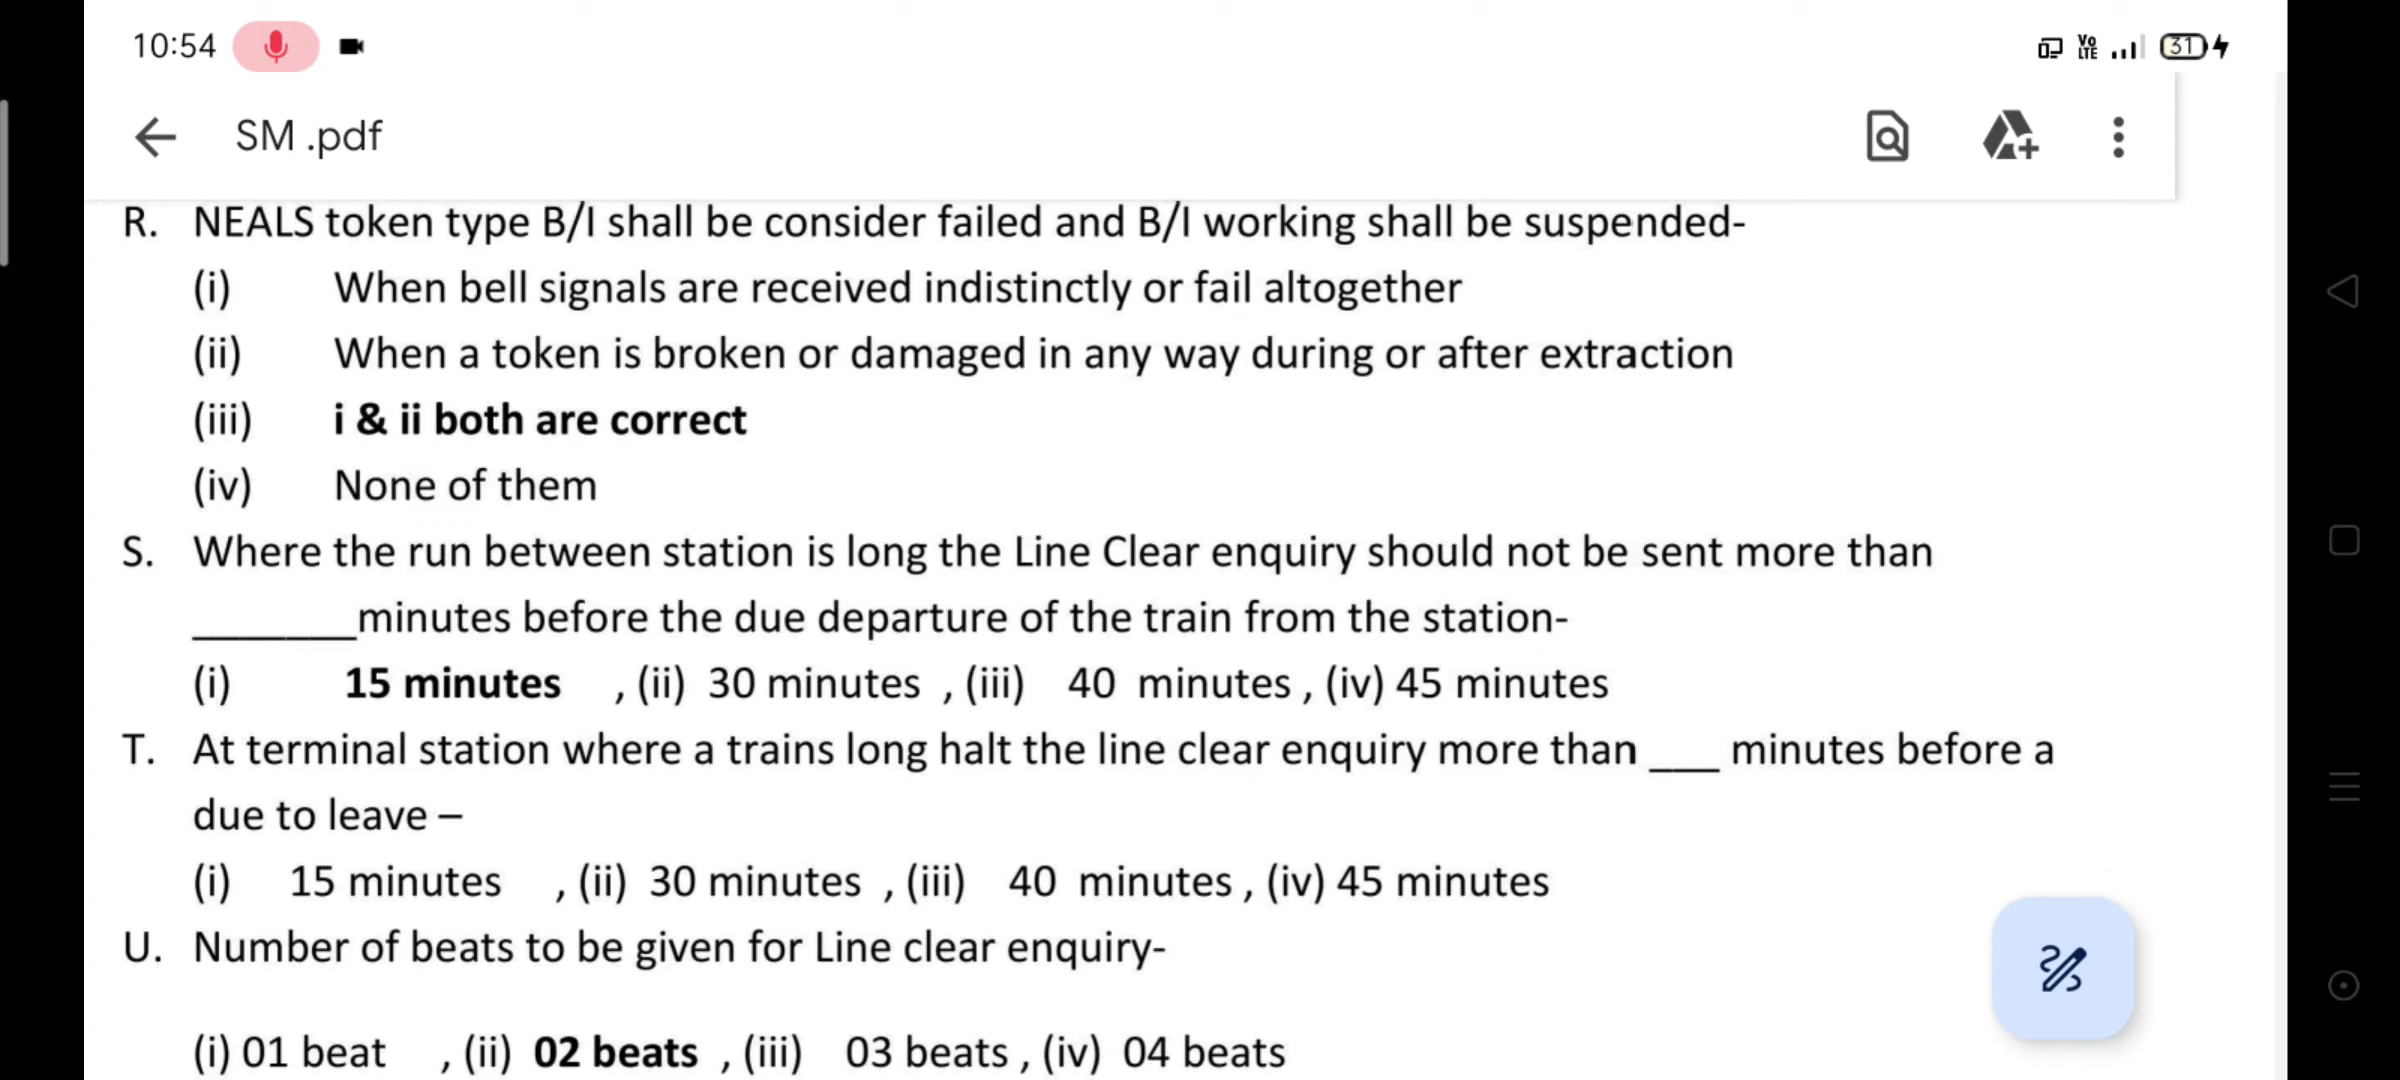 10:54 Vo LTE 31
SM .pdf
R. NEALS token type B/I shall be consider failed and B/I working shall be suspended-
(i) When bell signals are received indistinctly or fail altogether
(ii) When a token is broken or damaged in any way during or after extraction
(iii) i & ii both are correct
(iv) None of them
S. Where the run between station is long the Line Clear enquiry should not be sent more than
_______minutes before the due departure of the train from the station-
(i) 15 minutes , (ii) 30 minutes , (iii) 40 minutes , (iv) 45 minutes
T. At terminal station where a trains long halt the line clear enquiry more than ___ minutes before a
due to leave –
(i) 15 minutes , (ii) 30 minutes , (iii) 40 minutes , (iv) 45 minutes
U. Number of beats to be given for Line clear enquiry-
(i) 01 beat , (ii) 02 beats , (iii) 03 beats , (iv) 04 beats